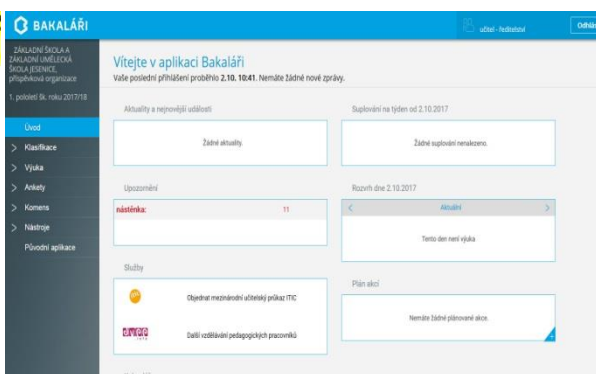 BAKALÁŘI
učitel - ředitelství
Odhlás
ZÁKLADNÍ ŠKOLA A
ZÁKLADNÍ UMĚLECKÁ
ŠKOLA JESENICE,
příspěvková organizace
1. pololetí šk. roku 2017/18
Úvod
Klasifikace
Výuka
Ankety
Komens
Nástroje
Původní aplikace
Vítejte v aplikaci Bakaláři
Vaše poslední přihlášení proběhlo 2.10. 10:41. Nemáte žádné nové zprávy.
Aktuality a nejnovější události
Žádné aktuality.
Upozornění
nástěnka: 11
Služby
Objednat mezinárodní učitelský průkaz ITIC
Další vzdělávání pedagogických pracovníků
Suplování na týden od 2.10.2017
Žádné suplování nenalezeno.
Rozvrh dne 2.10.2017
Aktuální
Tento den není výuka
Plán akcí
Nemáte žádné plánované akce.